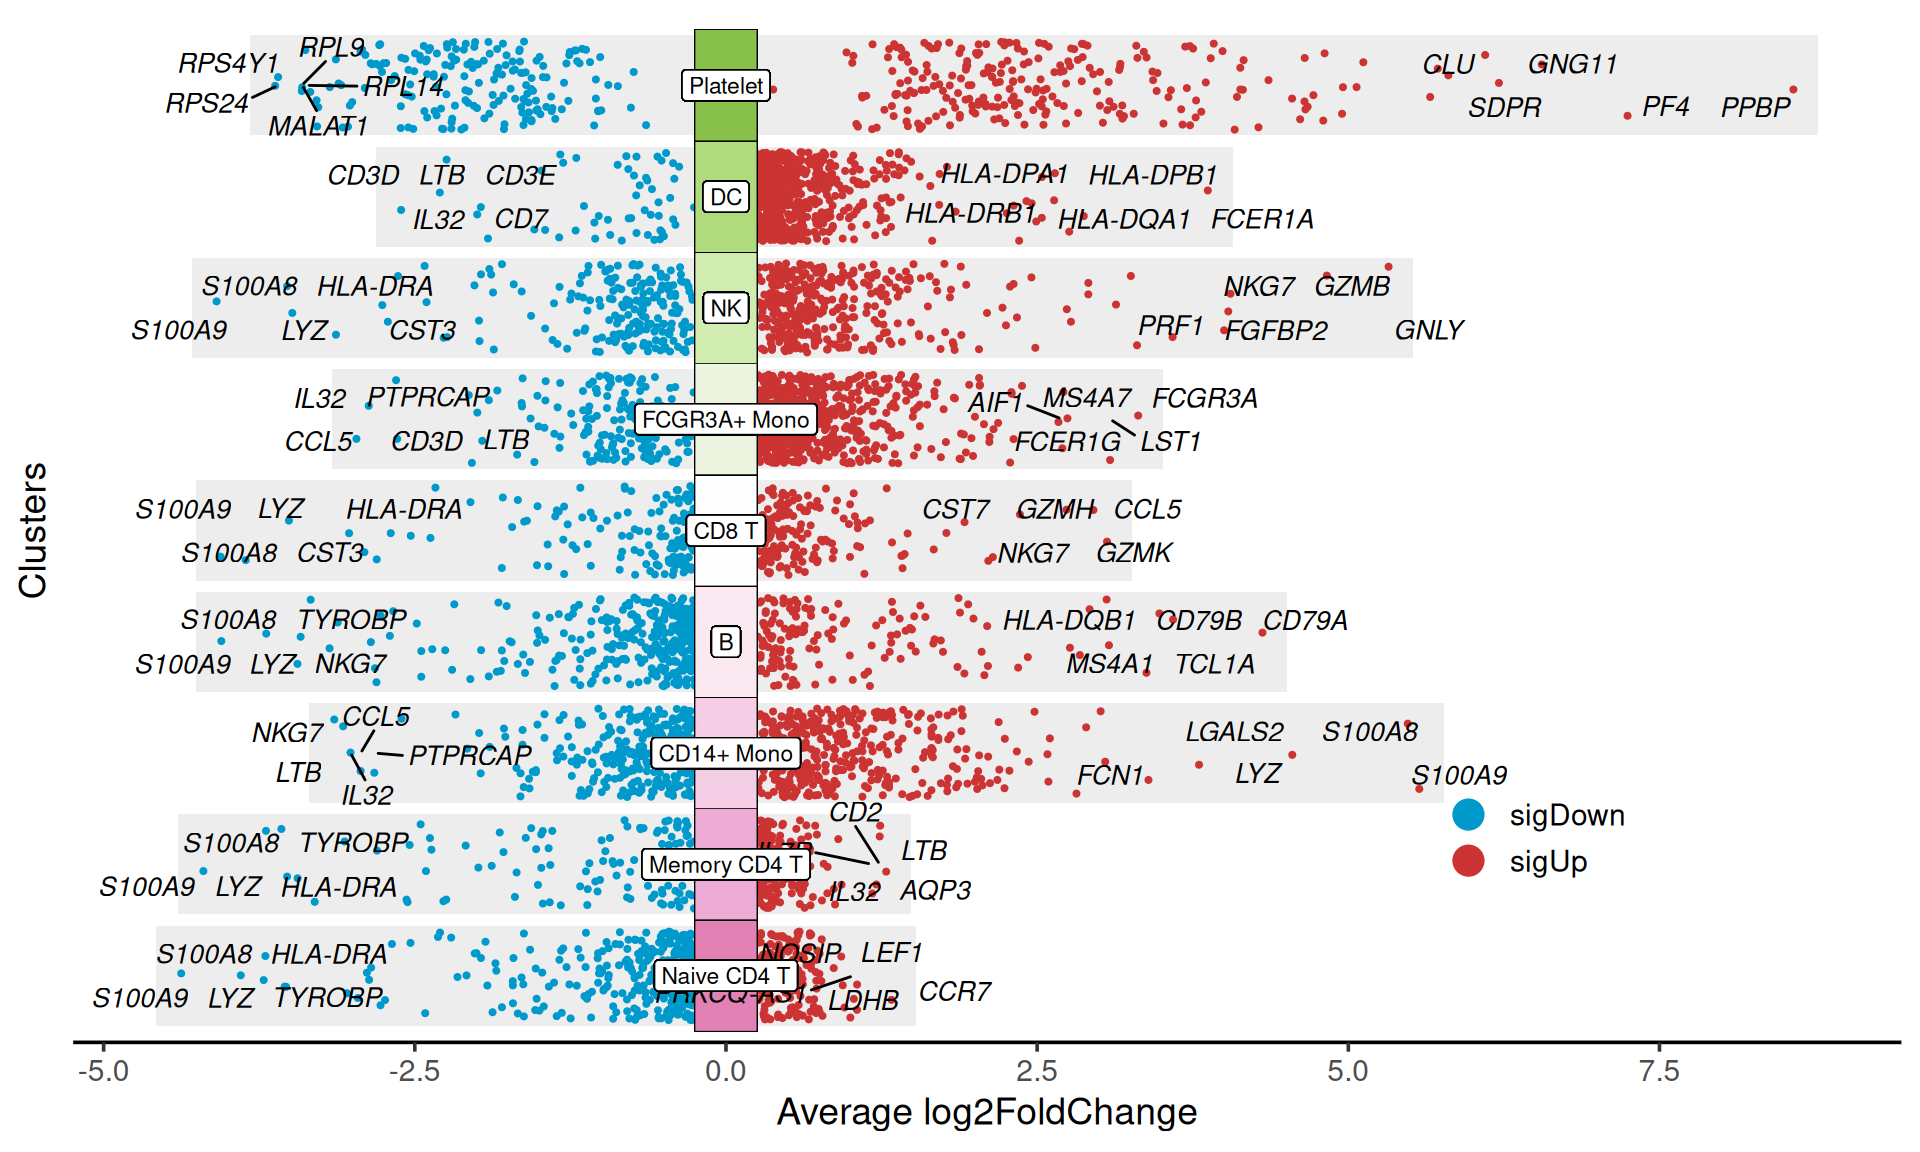 RPL9
RPS4Y1
RPL14
RPS24
MALAT1
Platelet
CLU GNG11
SDPR PF4 PPBP
CD3D LTB CD3E
IL32 CD7
DC
HLA-DPA1 HLA-DPB1
HLA-DRB1 HLA-DQA1 FCER1A
S100A8 HLA-DRA
S100A9 LYZ CST3
NK
NKG7 GZMB
PRF1 FGFBP2 GNLY
IL32 PTPRCAP
CCL5 CD3D LTB
FCGR3A+ Mono
AIF1 MS4A7 FCGR3A
FCER1G LST1
S100A9 LYZ HLA-DRA
S100A8 CST3
CD8 T
CST7 GZMH CCL5
NKG7 GZMK
S100A8 TYROBP
S100A9 LYZ NKG7
B
HLA-DQB1 CD79B CD79A
MS4A1 TCL1A
CCL5
NKG7
PTPRCAP
LTB
IL32
CD14+ Mono
LGALS2 S100A8
FCN1 LYZ S100A9
S100A8 TYROBP
S100A9 LYZ HLA-DRA
Memory CD4 T
CD2
LTB
IL32 AQP3
S100A8 HLA-DRA
S100A9 LYZ TYROBP
Naive CD4 T
NOSIP LEF1
LDHB CCR7
Clusters
sigDown
sigUp
-5.0 -2.5 0.0 2.5 5.0 7.5
Average log2FoldChange